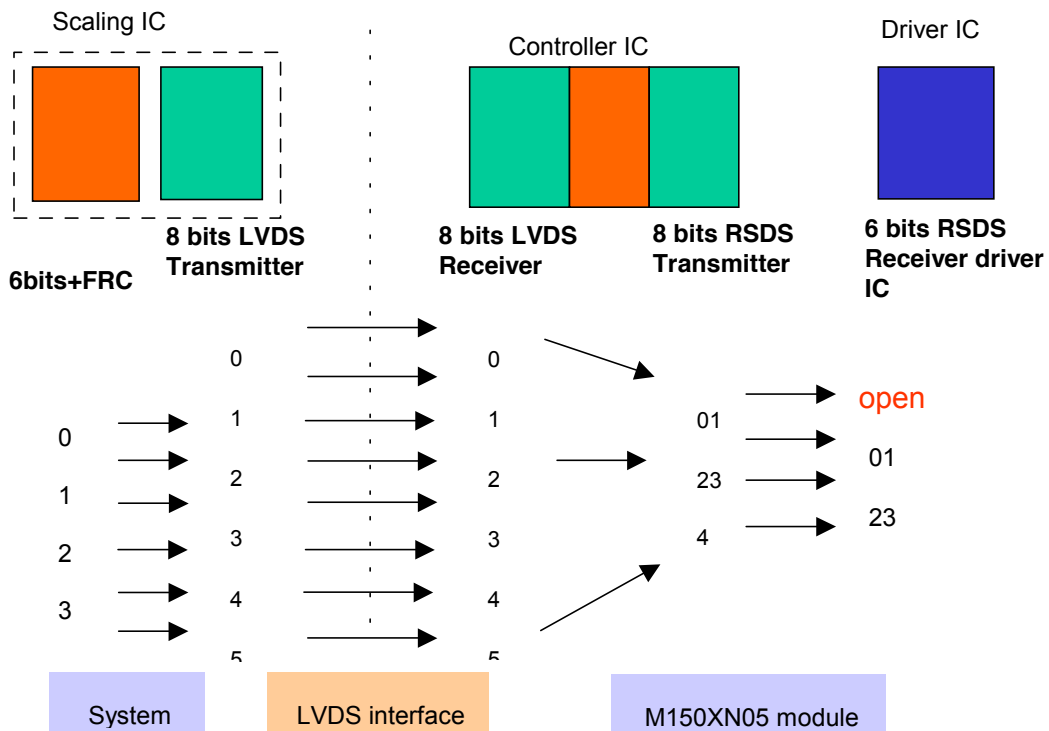 Scaling IC
Controller IC
Driver IC
6bits+FRC
8 bits LVDS
Transmitter
8 bits LVDS
Receiver
8 bits RSDS
Transmitter
6 bits RSDS
Receiver driver
IC
0
1
2
3
0
1
2
3
4
5
0
1
2
3
4
5
01
23
4
open
01
23
System
LVDS interface
M150XN05 module